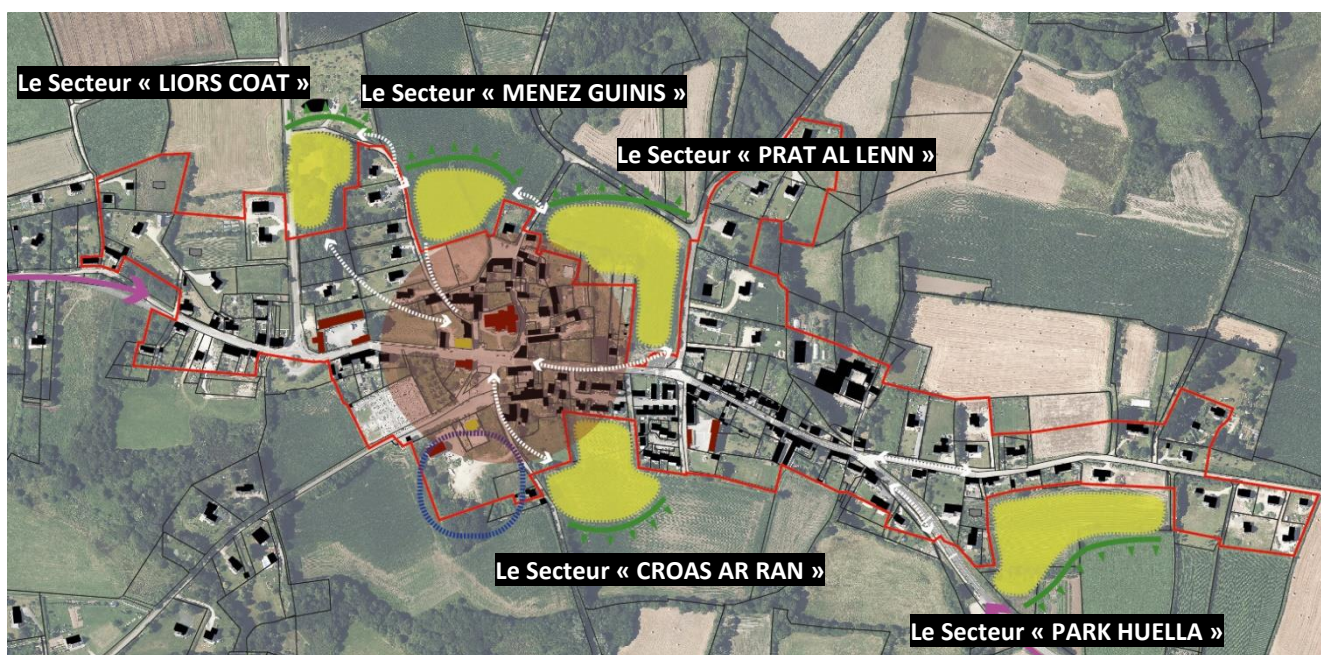 Le Secteur « LIORS COAT »
Le Secteur « MENEZ GUINIS »
Le Secteur « PRAT AL LENN »
Le Secteur « CROAS AR RAN »
Le Secteur « PARK HUELLA »